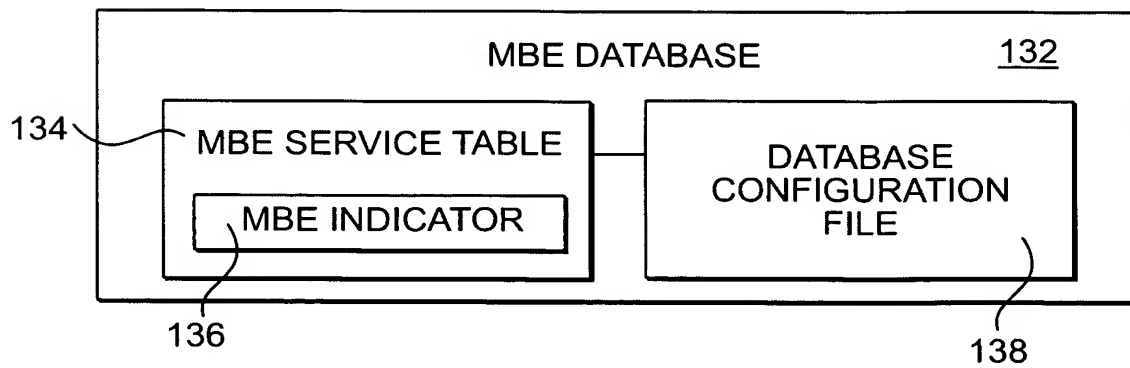 MBE DATABASE 132
134
MBE SERVICE TABLE
MBE INDICATOR
DATABASE
CONFIGURATION
FILE
136
138